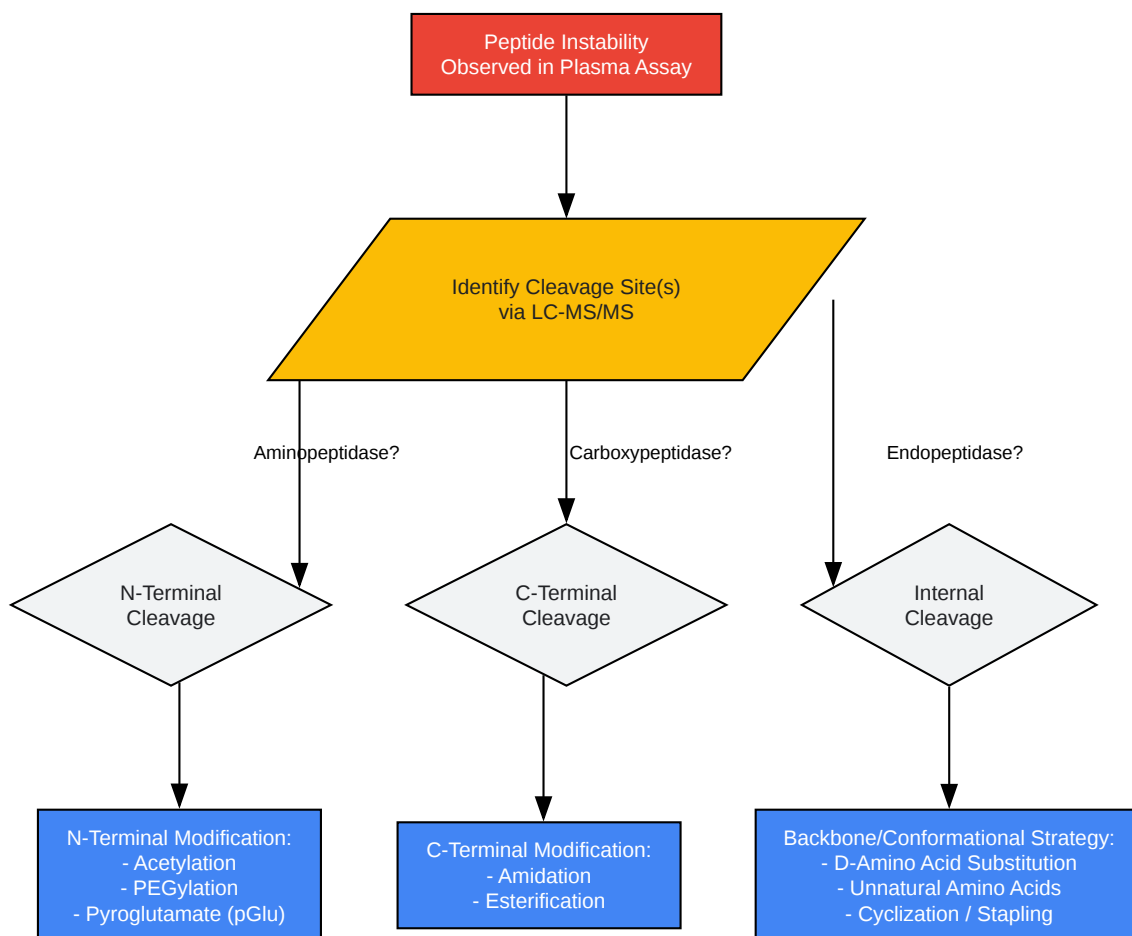 Peptide Instability
Observed in Plasma Assay
Identify Cleavage Site(s)
via LC-MS/MS
Aminopeptidase?
Carboxypeptidase?
Endopeptidase?
N-Terminal
Cleavage
C-Terminal
Cleavage
Internal
Cleavage
N-Terminal Modification:
- Acetylation
- PEGylation
- Pyroglutamate (pGlu)
C-Terminal Modification:
- Amidation
- Esterification
Backbone/Conformational Strategy:
- D-Amino Acid Substitution
- Unnatural Amino Acids
- Cyclization / Stapling